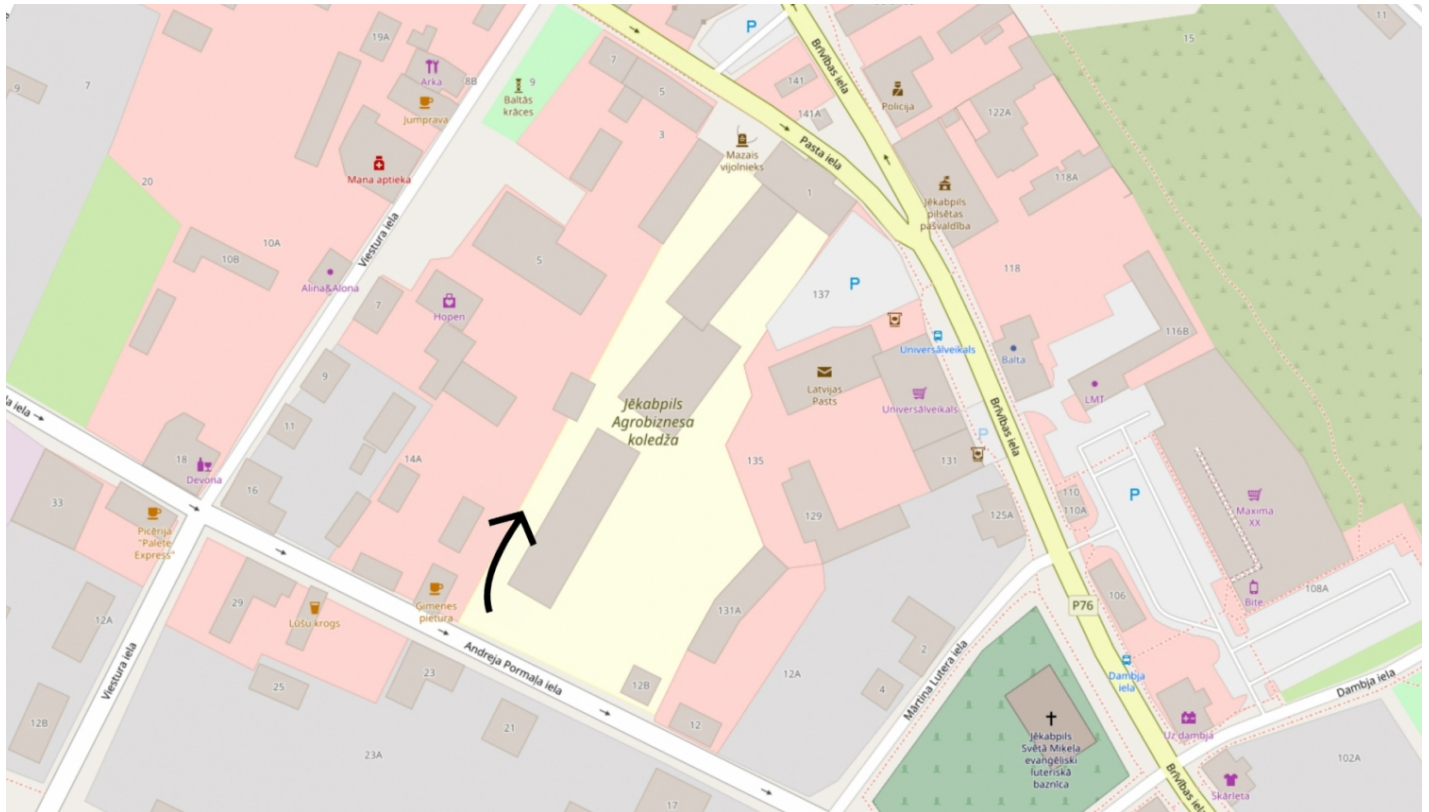 11
15
P
Brīvības iela
19A
Arka
8B
7
9
Baltās
krāces
9
7
5
141
Policija
122A
Jumprava
141A
3
Pasta iela
Mazais
vijolnieks
Mana aptieka
20
118A
1
Jēkabpils
pilsētas
pašvaldība
Viestura iela
10A
10B
5
118
Alina&Alona
137
P
7
Hopen
116B
Universālveikals
Balta
9
Latvijas
Pasts
Universālveikals
LMT
Jēkabpils
Agrobiznesa
koledža
ļa iela
11
Brīvības iela
P
18
14A
135
131
Devona
16
110
110A
P
33
Maxima
XX
Picērija
"Palete
Express"
129
125A
Ģimenes
pietura
Bite
108A
29
Lūšu krogs
131A
106
P76
12A
Andreja Pormaļa iela
2
Mārtiņa Lutera iela
Viestura iela
23
12A
Dambja
iela
25
12B
4
Dambja iela
12B
21
12
Jēkabpils
Svētā Miķeļa
evaņģēliski
luteriskā
baznīca
Uz dambja
23A
102A
Brīvības iela
Skārleta
17